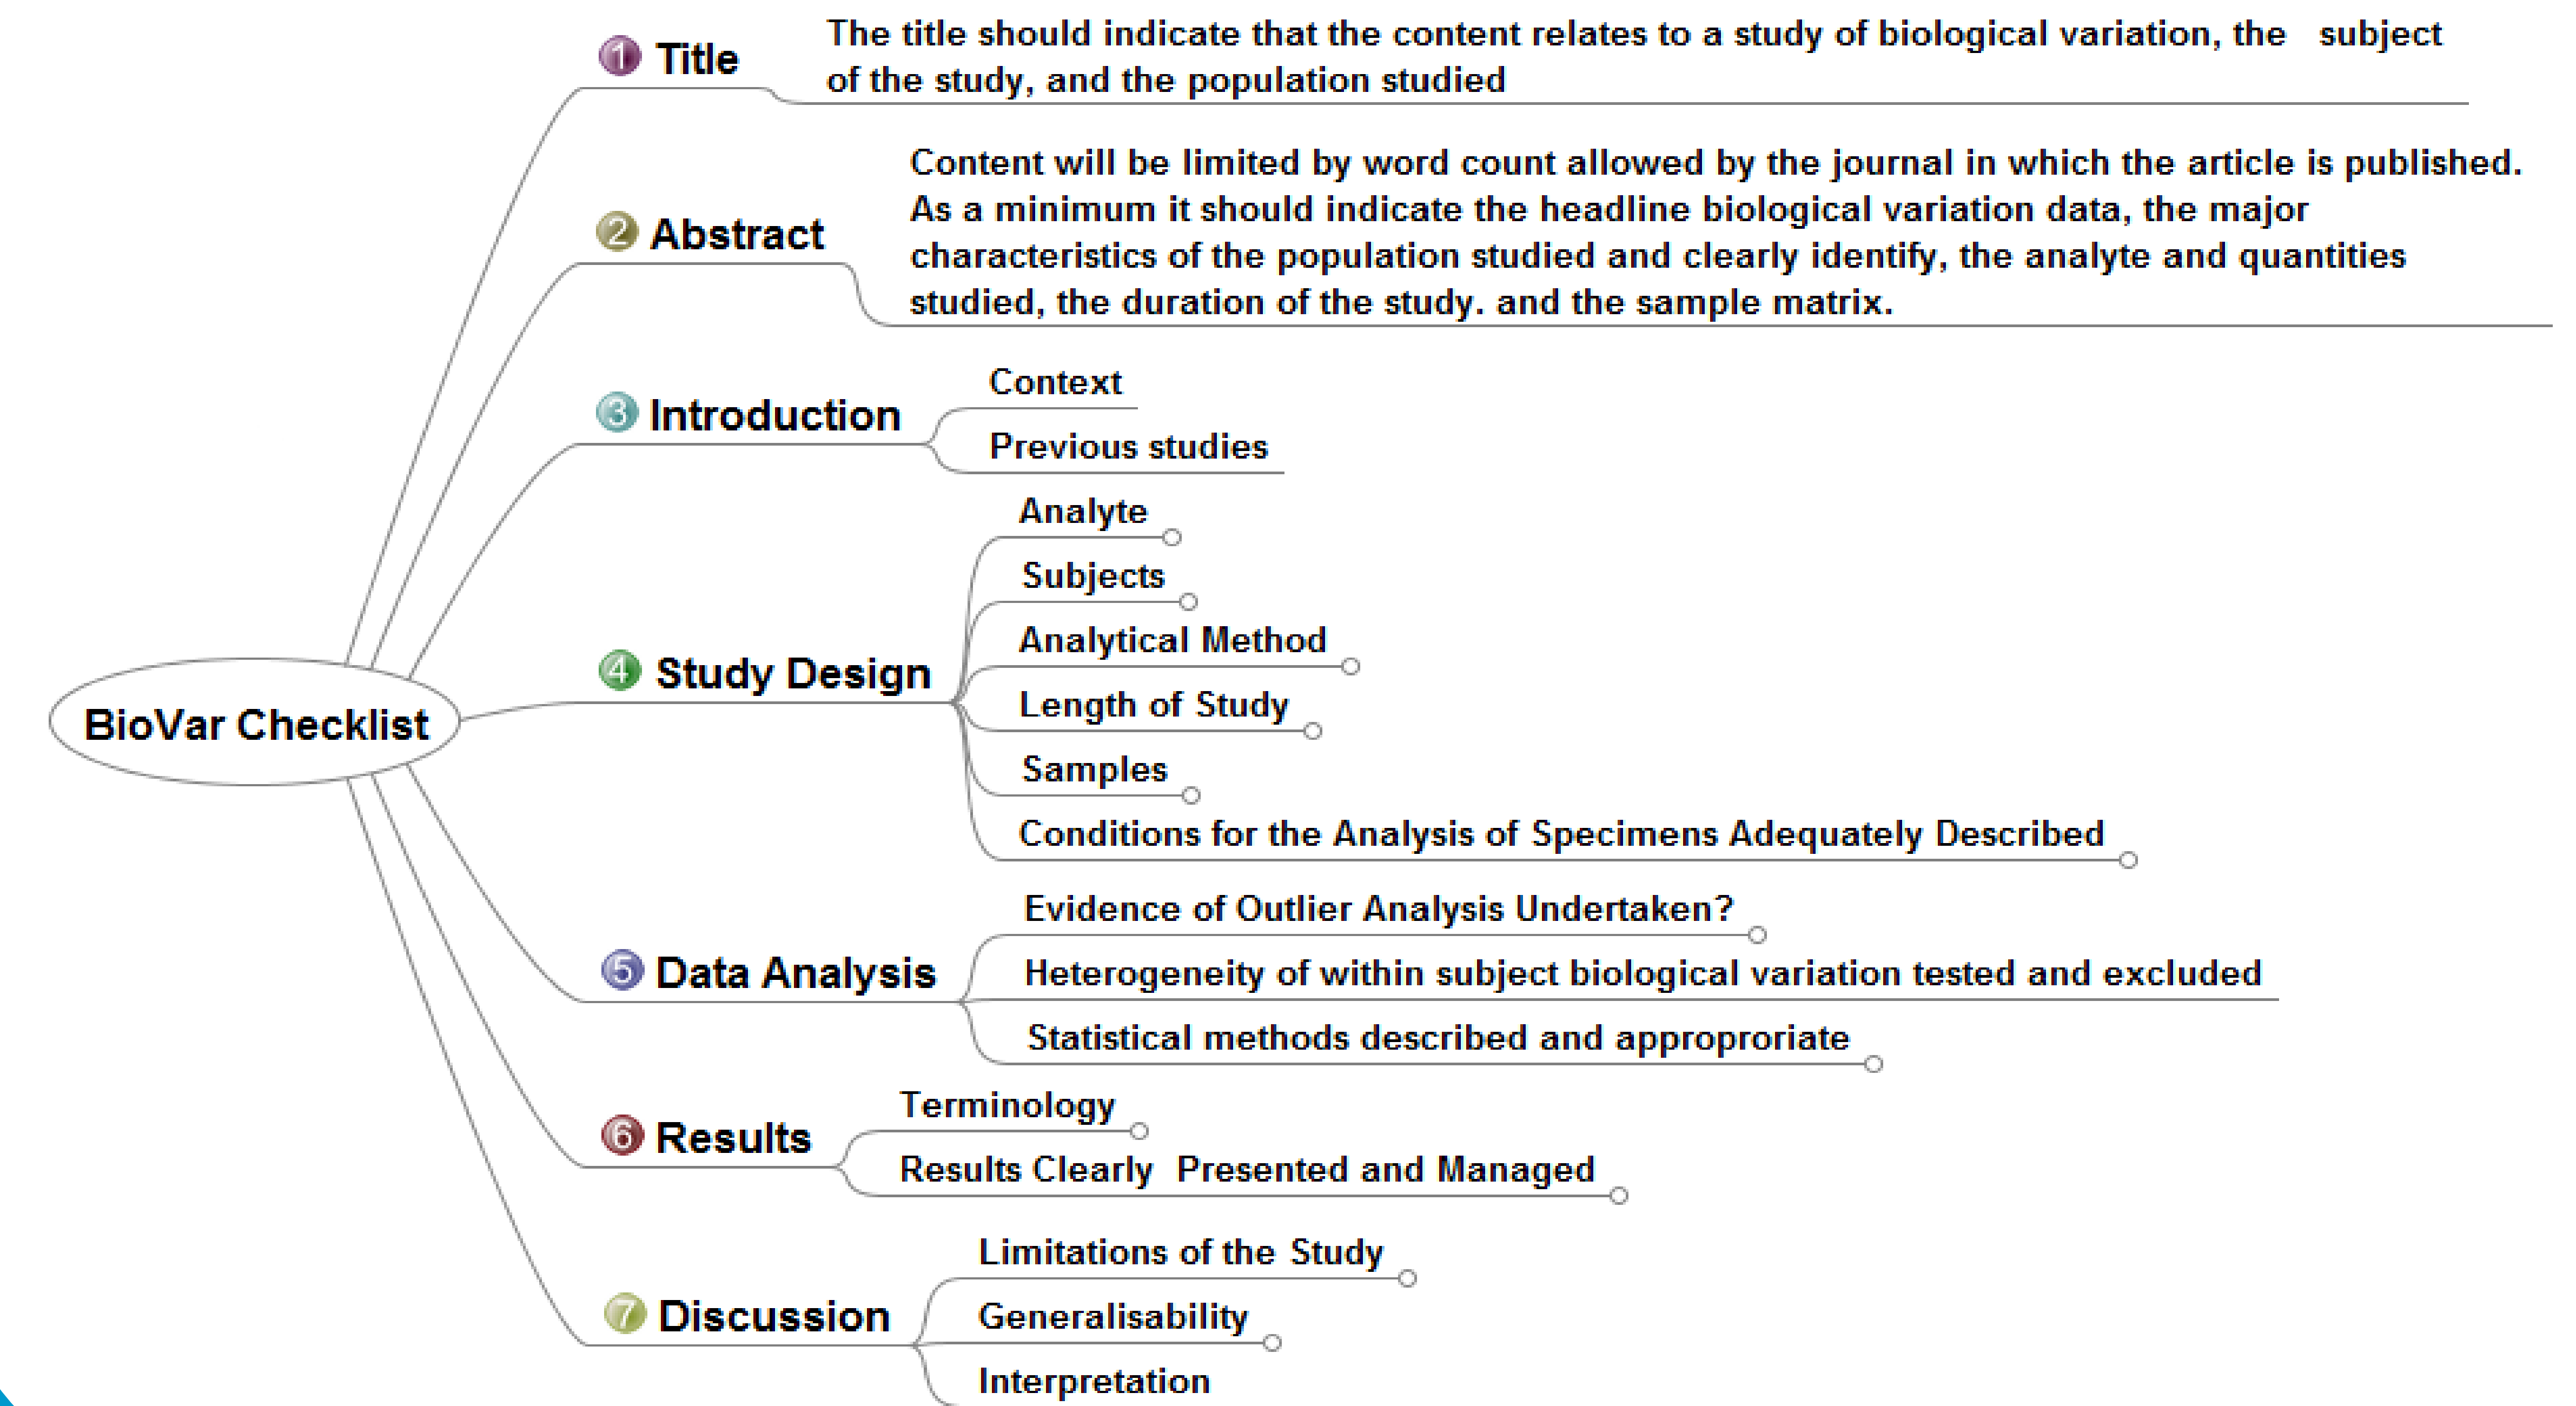 1 Title
The title should indicate that the content relates to a study of biological variation, the subject
of the study, and the population studied
2 Abstract
Content will be limited by word count allowed by the journal in which the article is published.
As a minimum it should indicate the headline biological variation data, the major
characteristics of the population studied and clearly identify, the analyte and quantities
studied, the duration of the study. and the sample matrix.
3 Introduction
Context
Previous studies
BioVar Checklist
4 Study Design
Analyte
Subjects
Analytical Method
Length of Study
Samples
Conditions for the Analysis of Specimens Adequately Described
5 Data Analysis
Evidence of Outlier Analysis Undertaken?
Heterogeneity of within subject biological variation tested and excluded
Statistical methods described and approproriate
6 Results
Terminology
Results Clearly Presented and Managed
7 Discussion
Limitations of the Study
Generalisability
Interpretation